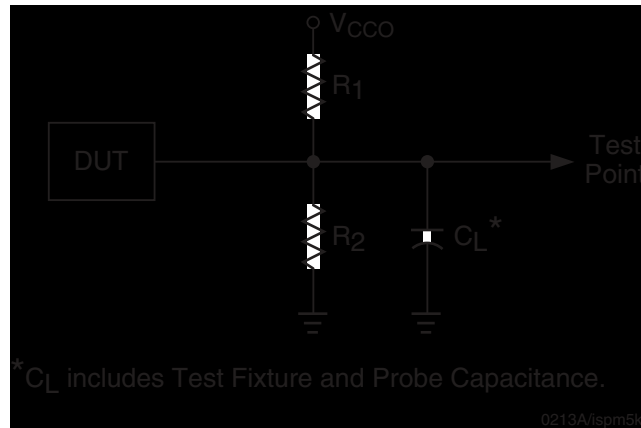 VCCO
R1
DUT
Test
Point
R2
CL*
*CL includes Test Fixture and Probe Capacitance.
0213A/ispm5k